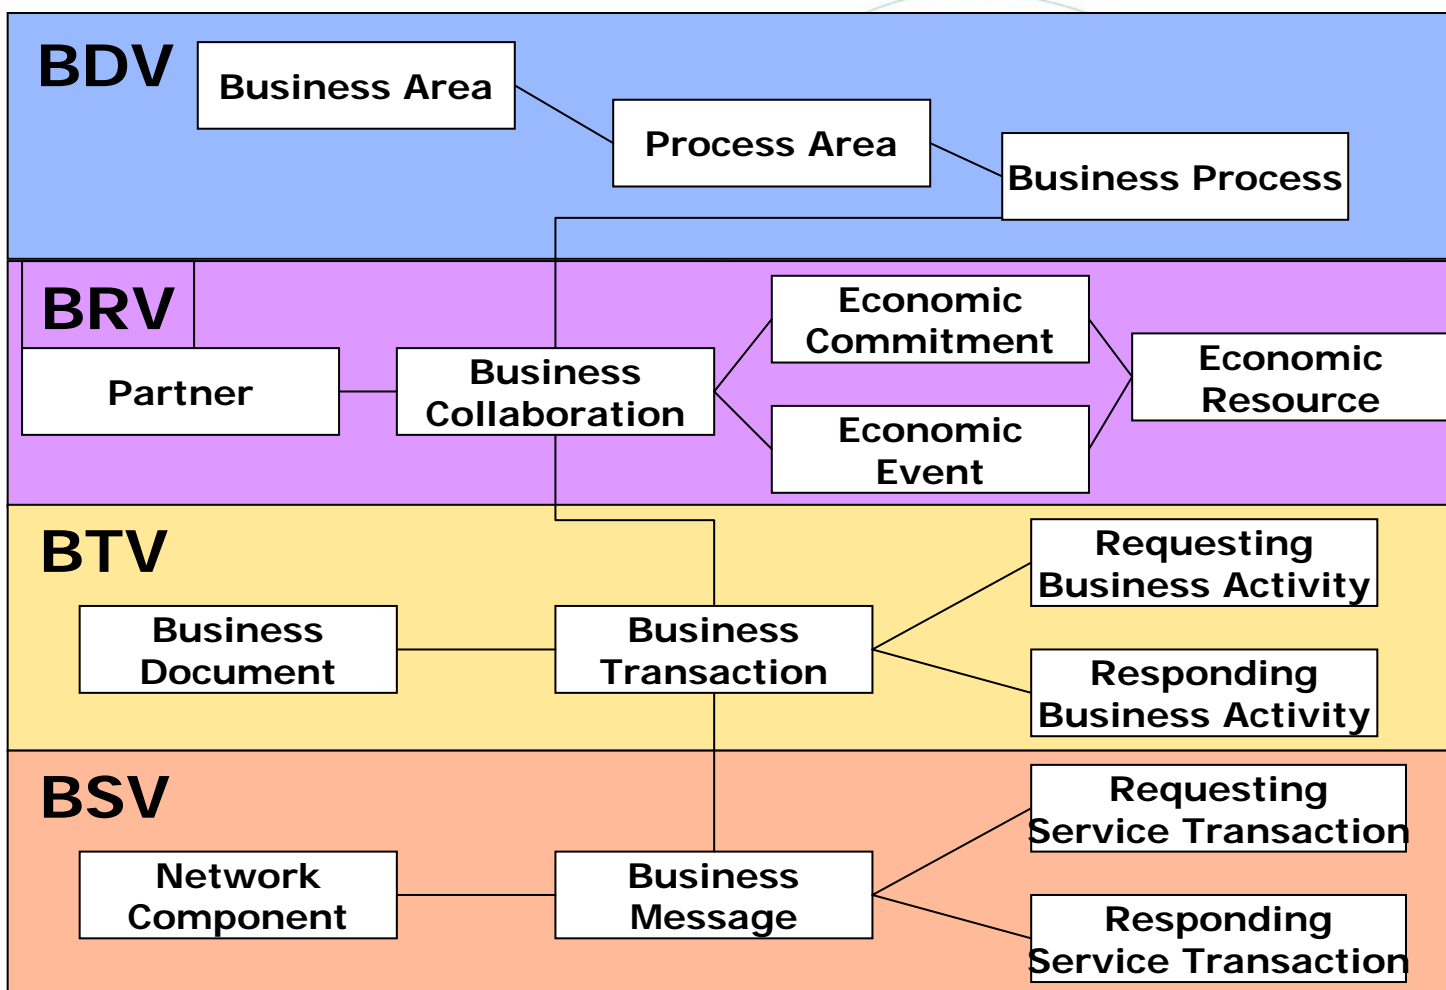 BDV
Business Area
Process Area
Business Process
BRV
Partner
Business
Collaboration
Economic
Commitment
Economic
Event
Economic
Resource
BTV
Business
Document
Business
Transaction
Requesting
Business Activity
Responding
Business Activity
BSV
Network
Component
Business
Message
Requesting
Service Transaction
Responding
Service Transaction